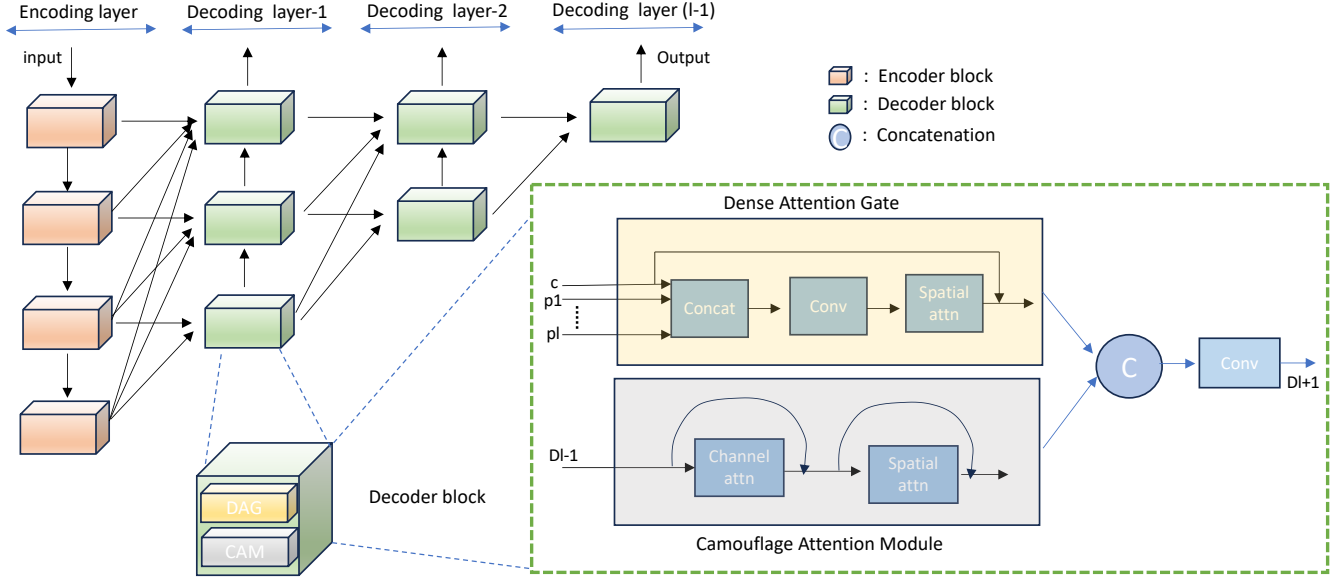 Encoding layer
Decoding layer-1
Decoding layer-2
Decoding layer (l-1)
input
Output
: Encoder block
: Decoder block
C : Concatenation
Dense Attention Gate
c
p1
pl
Concat
Conv
Spatial
attn
C
Conv
Dl+1
Dl-1
Channel
attn
Spatial
attn
Camouflage Attention Module
Decoder block
DAG
CAM